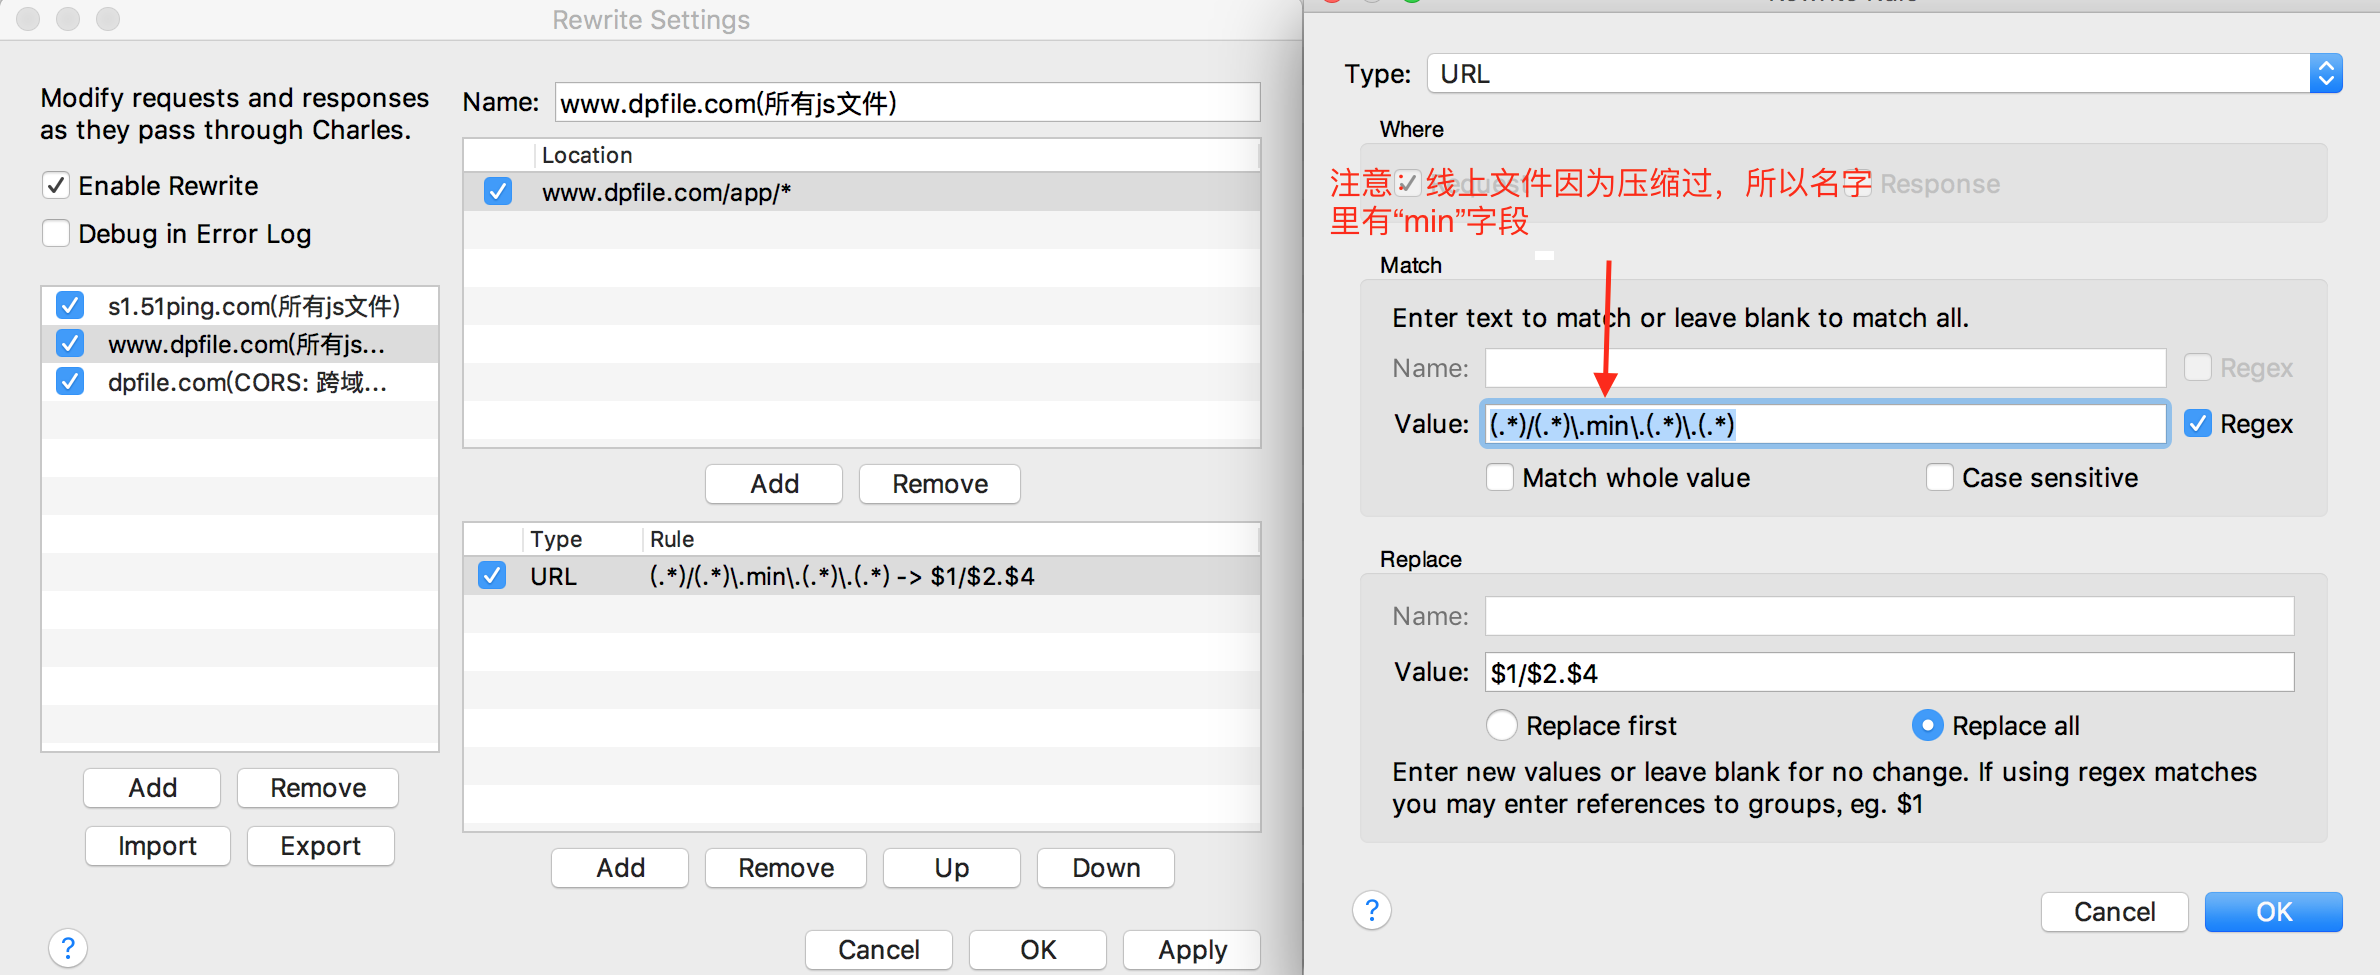 Rewrite Settings
Modify requests and responses
as they pass through Charles.
Enable Rewrite
Debug in Error Log
s1.51ping.com(所有js文件)
www.dpfile.com(所有js...
dpfile.com(CORS: 跨域...
Add
Remove
Import
Export
Name:
www.dpfile.com(所有js文件)
Location
www.dpfile.com/app/*
Add
Remove
Type
Rule
URL
(.*)/(.*)\.min\.(.*)\.(.*) -> $1/$2.$4
Add
Remove
Up
Down
?
Cancel
OK
Apply
Type:
URL
Where
Request
Response
注意：线上文件因为压缩过，所以名字
里有“min”字段
Match
Enter text to match or leave blank to match all.
Name:
Regex
Value:
(.*)/(.*)\.min\.(.*)\.(.*)
Regex
Match whole value
Case sensitive
Replace
Name:
Value:
$1/$2.$4
Replace first
Replace all
Enter new values or leave blank for no change. If using regex matches
you may enter references to groups, eg. $1
?
Cancel
OK